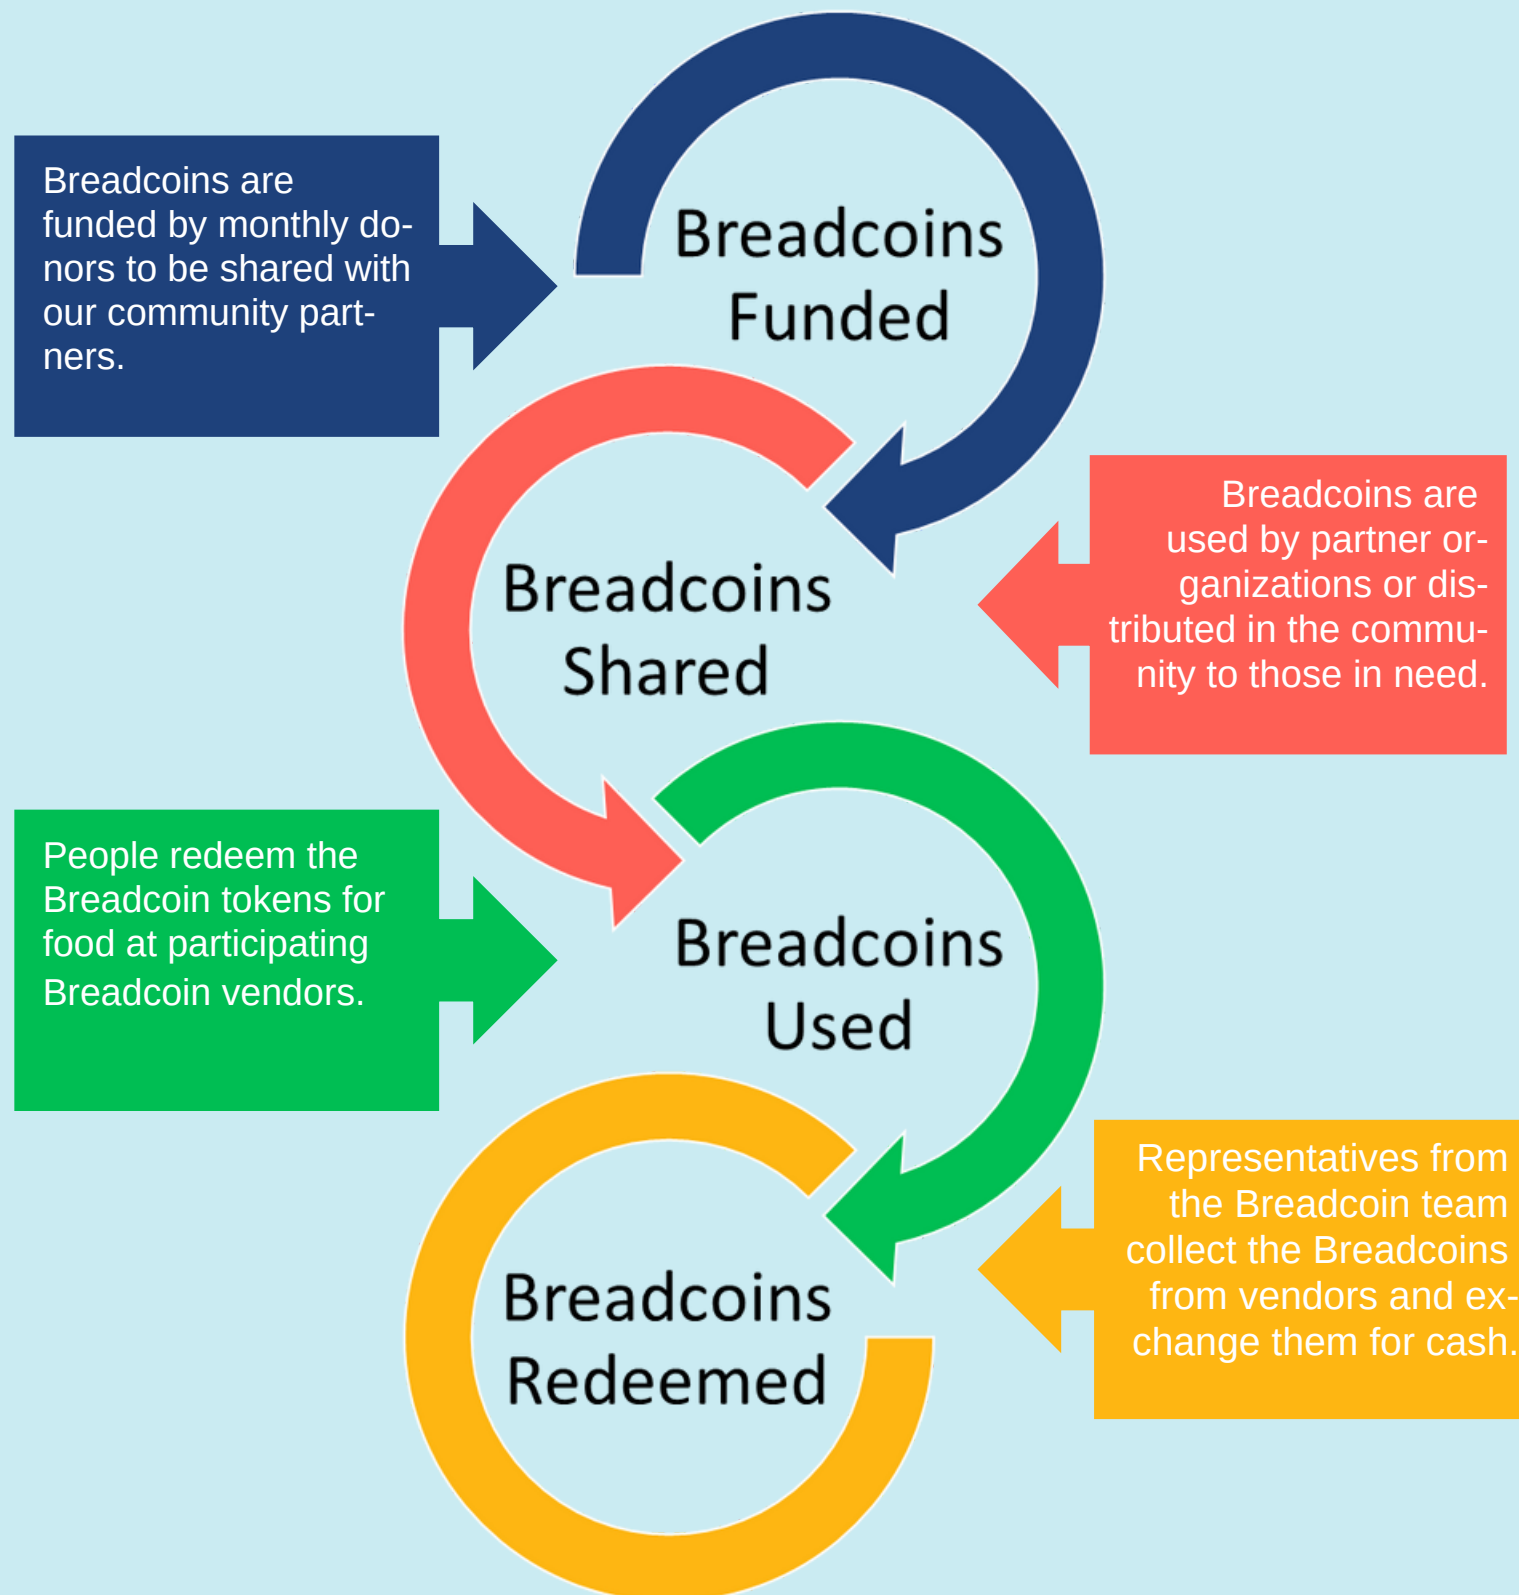 Breadcoins are
funded by monthly do-
nors to be shared with
our community part-
ners.
Breadcoins
Funded
Breadcoins
Shared
Breadcoins are
used by partner or-
ganizations or dis-
tributed in the commu-
nity to those in need.
People redeem the
Breadcoin tokens for
food at participating
Breadcoin vendors.
Breadcoins
Used
Breadcoins
Redeemed
Representatives from
the Breadcoin team
collect the Breadcoins
from vendors and ex-
change them for cash.